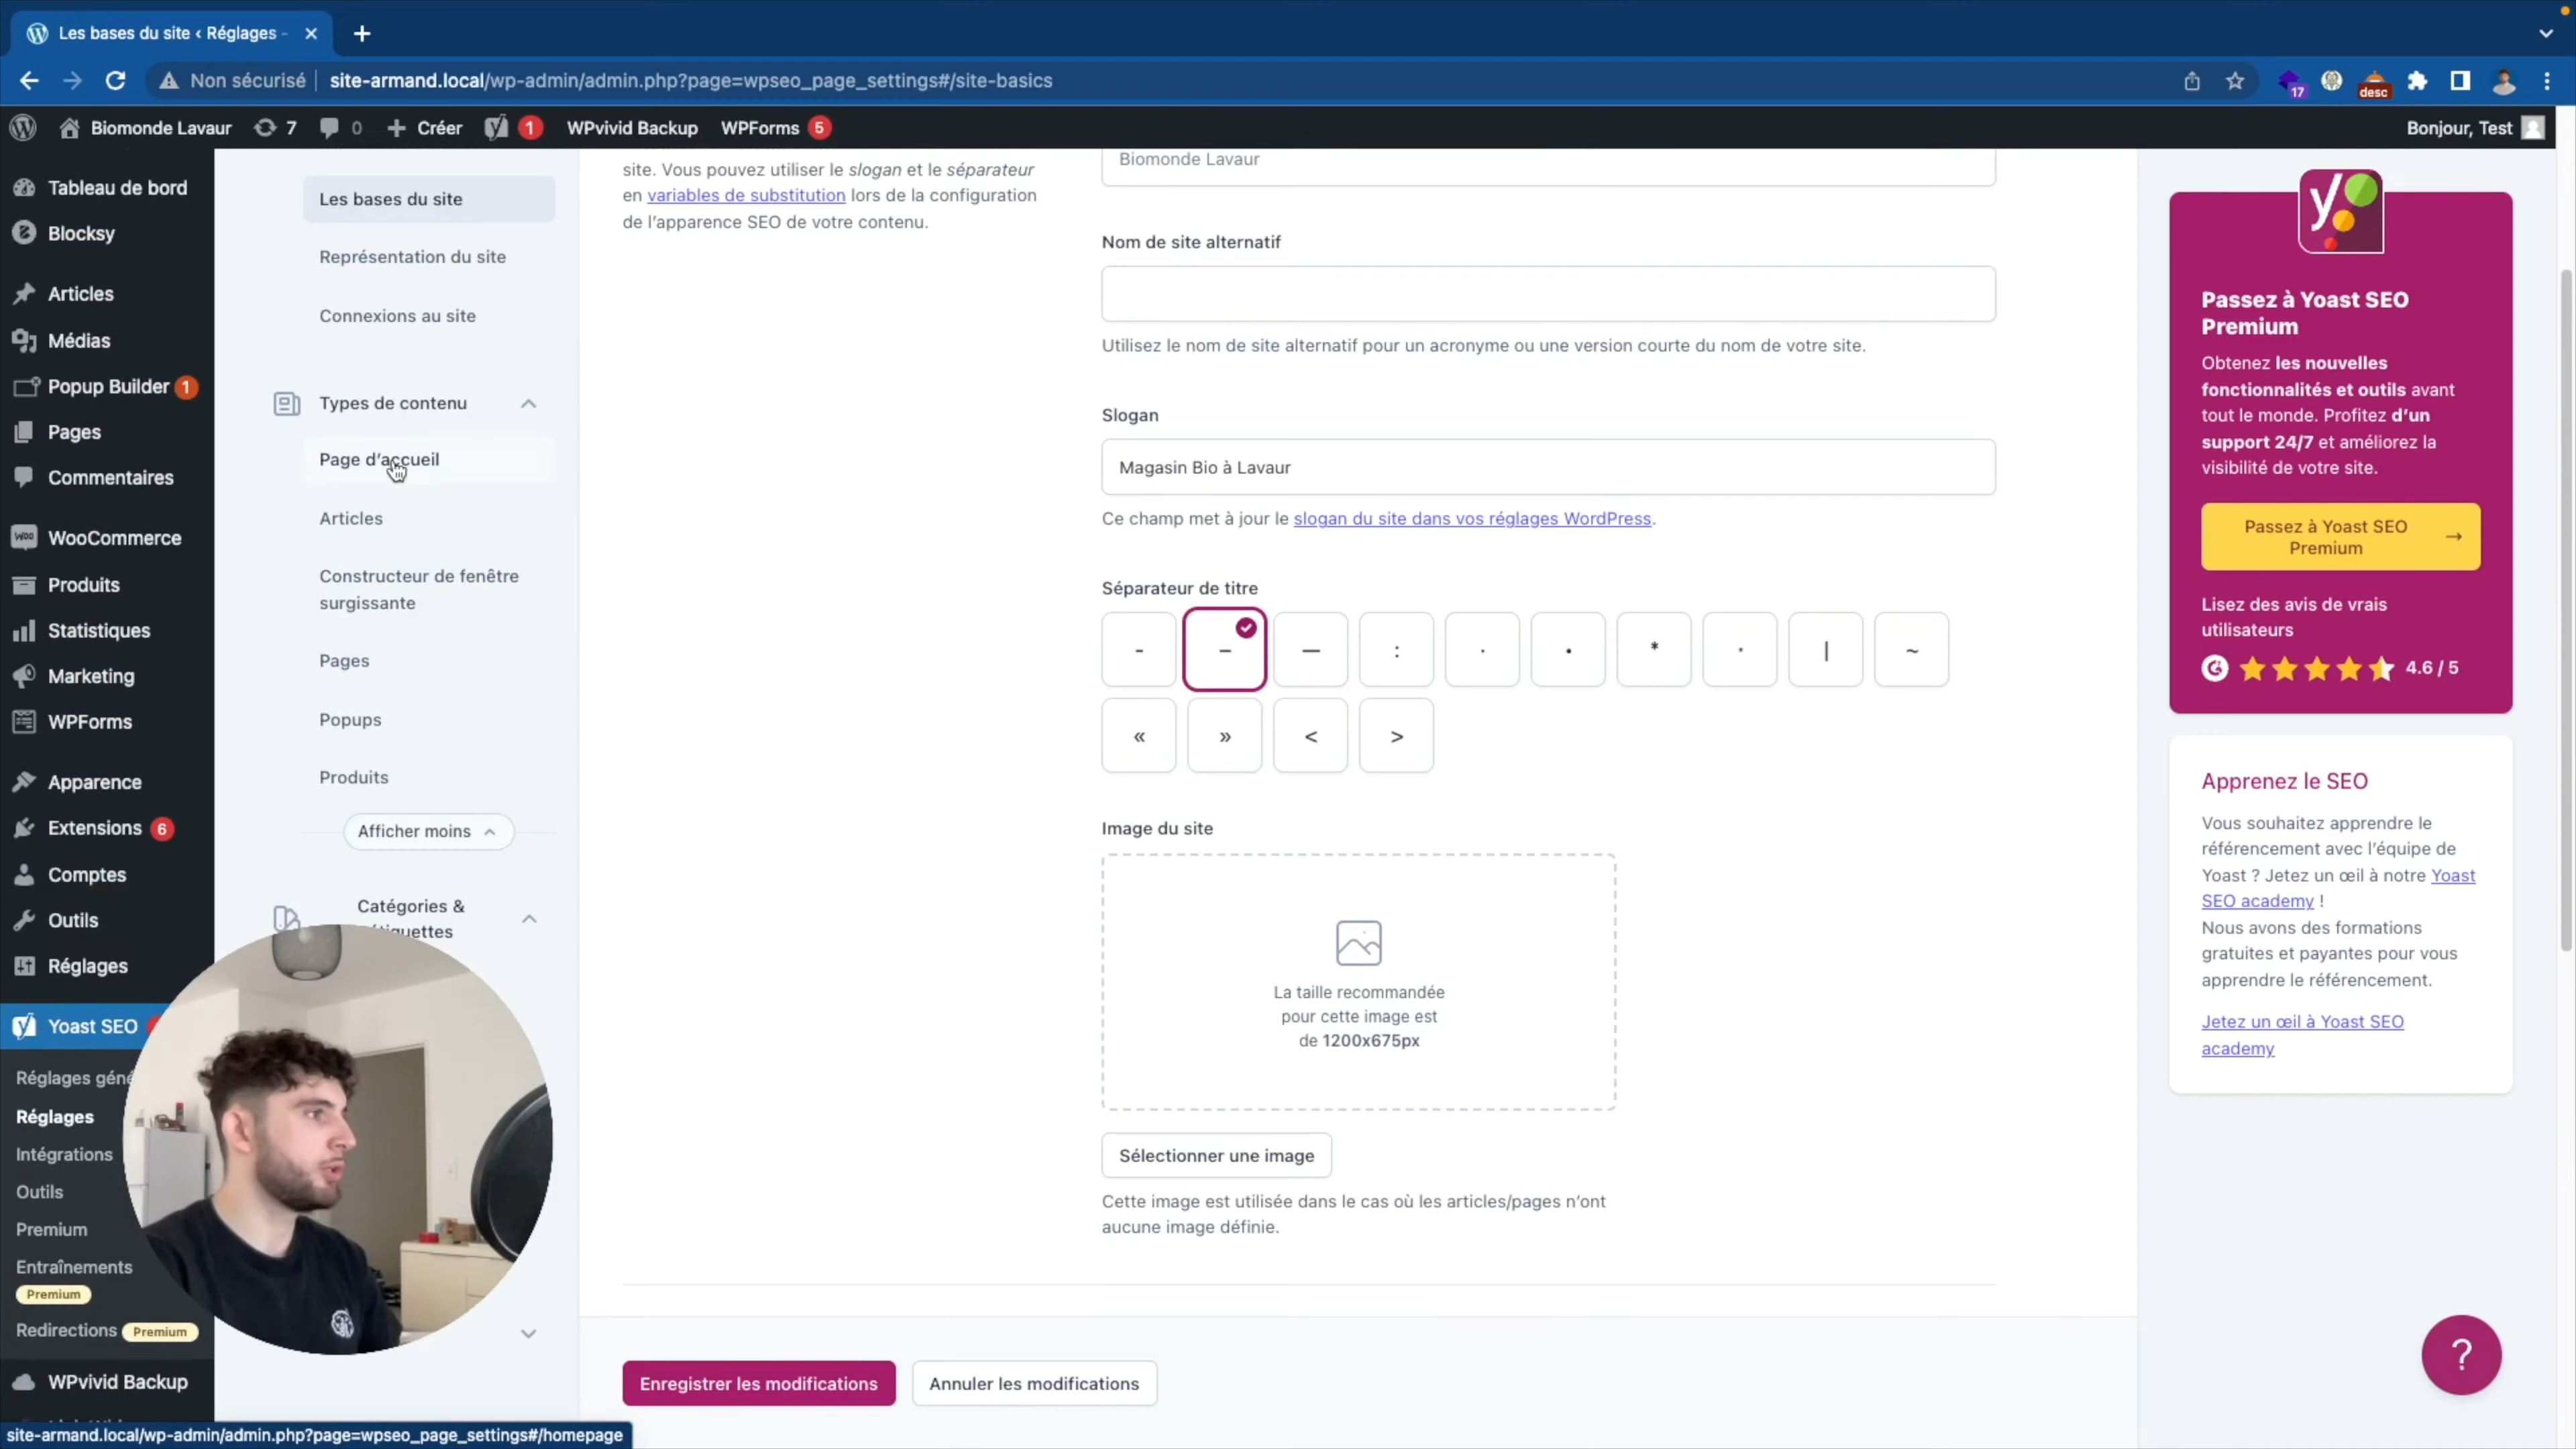 Les bases du site ‹ Réglages -
Non sécurisé
site-armand.local/wp-admin/admin.php?page=wpseo_page_settings#/site-basics
17
desc
Biomonde Lavaur
7
0
Créer
1
WPvivid Backup
WPForms
5
Bonjour, Test
Tableau de bord
Blocksy
Articles
Médias
Popup Builder
1
Pages
Commentaires
WooCommerce
Produits
Statistiques
Marketing
WPForms
Apparence
Extensions
6
Comptes
Outils
Réglages
Yoast SEO
Réglages
Intégrations
Outils
Premium
Entraînements
Premium
Redirections
Premium
WPvivid Backup
Les bases du site
Représentation du site
Connexions au site
Types de contenu
Page d'accueil
Articles
Constructeur de fenêtre
surgissante
Pages
Popups
Produits
Afficher moins
Catégories &
site. Vous pouvez utiliser le slogan et le séparateur
en variables de substitution lors de la configuration
de l'apparence SEO de votre contenu.
Biomonde Lavaur
Nom de site alternatif
Utilisez le nom de site alternatif pour un acronyme ou une version courte du nom de votre site.
Slogan
Magasin Bio à Lavaur
Ce champ met à jour le slogan du site dans vos réglages WordPress.
Séparateur de titre
- – — : · • * ⋆ | ~
« » < >
Image du site
La taille recommandée
pour cette image est
de 1200x675px
Sélectionner une image
Cette image est utilisée dans le cas où les articles/pages n'ont
aucune image définie.
Enregistrer les modifications
Annuler les modifications
Passez à Yoast SEO
Premium
Obtenez les nouvelles
fonctionnalités et outils avant
tout le monde. Profitez d'un
support 24/7 et améliorez la
visibilité de votre site.
Passez à Yoast SEO
Premium
→
Lisez des avis de vrais
utilisateurs
4.6 / 5
Apprenez le SEO
Vous souhaitez apprendre le
référencement avec l'équipe de
Yoast ? Jetez un œil à notre Yoast
SEO academy !
Nous avons des formations
gratuites et payantes pour vous
apprendre le référencement.
Jetez un œil à Yoast SEO
academy
?
site-armand.local/wp-admin/admin.php?page=wpseo_page_settings#/homepage